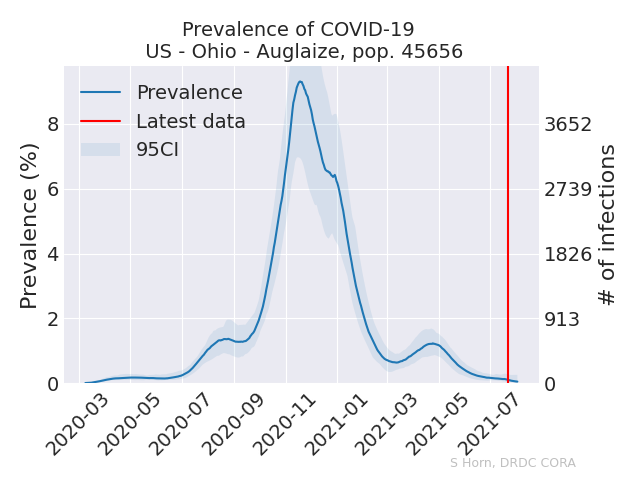 Prevalence of COVID-19
US - Ohio - Auglaize, pop. 45656
Prevalence
Latest data
95CI
Prevalence (%)
8
6
4
2
0
# of infections
3652
2739
1826
913
0
2020-03
2020-05
2020-07
2020-09
2020-11
2021-01
2021-03
2021-05
2021-07
S Horn, DRDC CORA